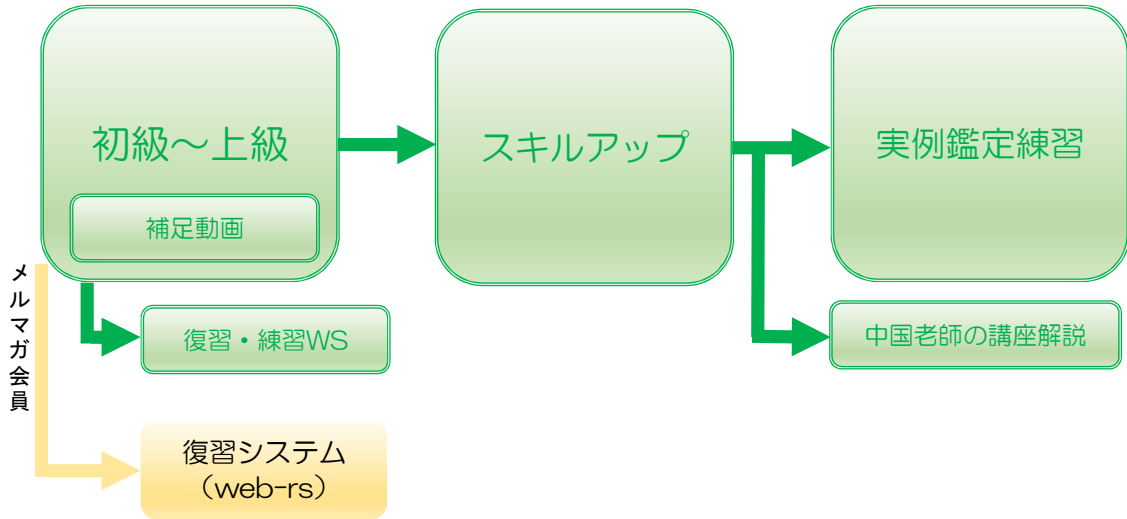 初級～上級
補足動画
スキルアップ
実例鑑定練習
メルマガ会員
復習・練習WS
中国老師の講座解説
復習システム
（web-rs）